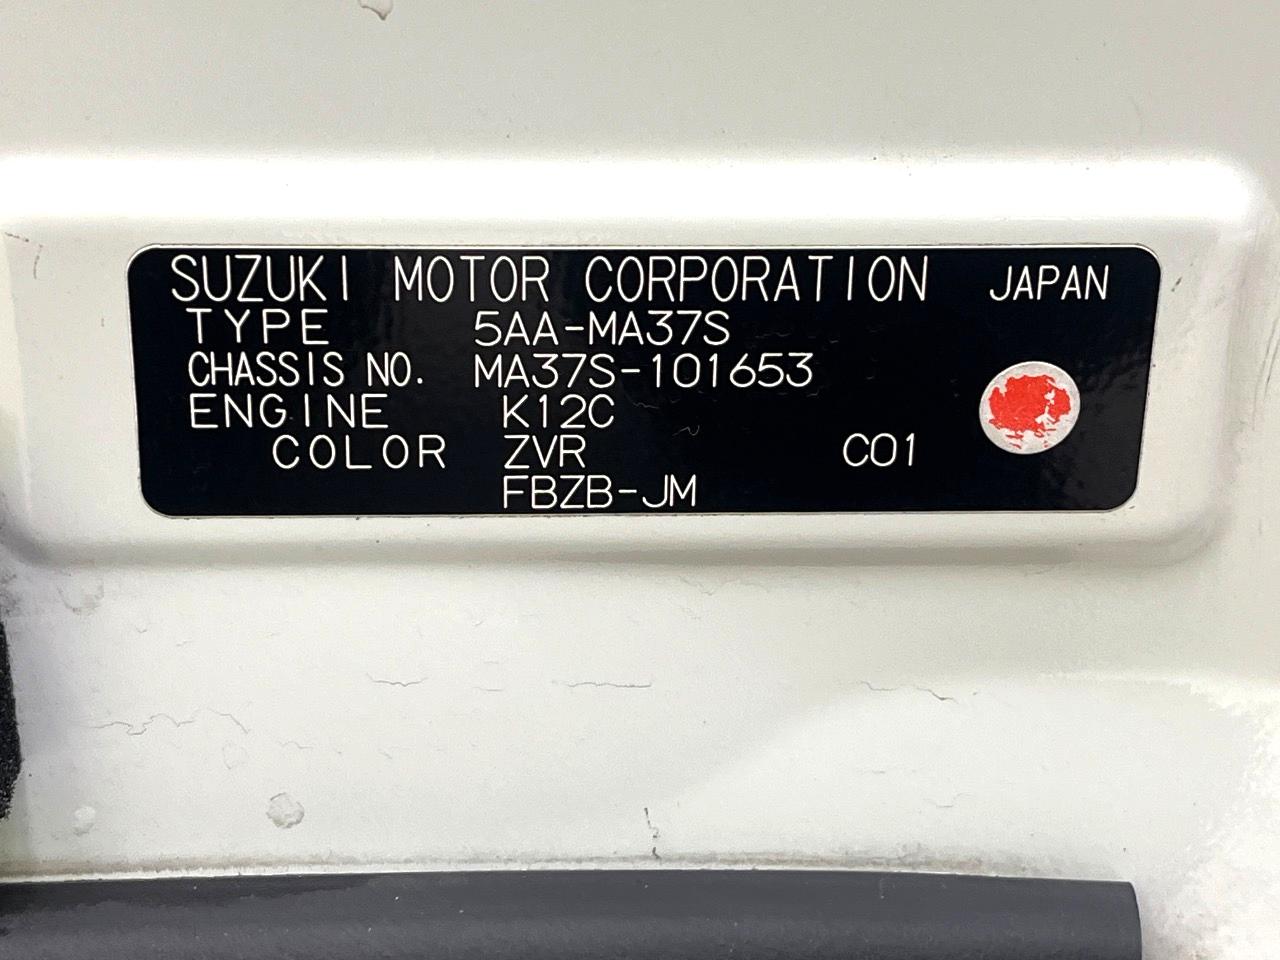 SUZUKI MOTOR CORPORATION JAPAN
TYPE 5AA-MA37S
CHASSIS NO. MA37S-101653
ENGINE K12C
COLOR ZVR C01
FBZB-JM